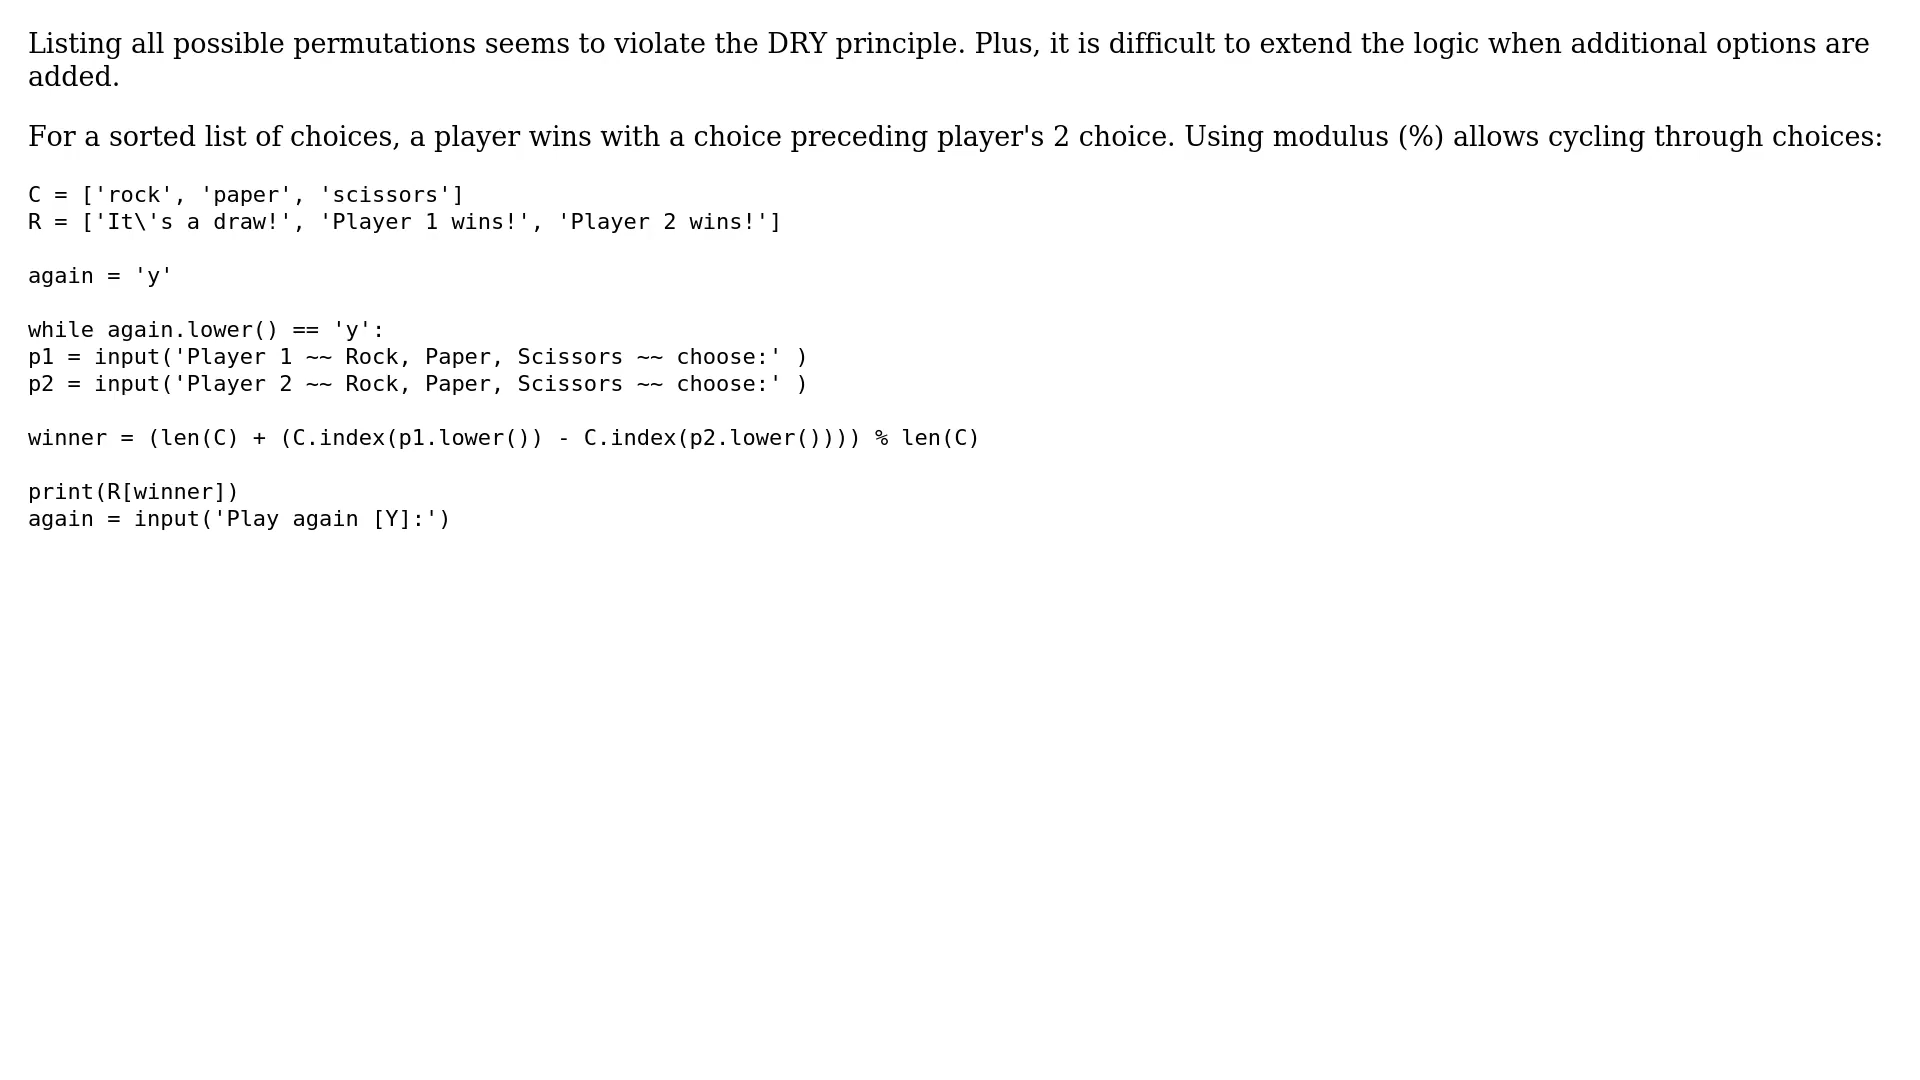 Listing all possible permutations seems to violate the DRY principle. Plus, it is difficult to extend the logic when additional options are
added.
For a sorted list of choices, a player wins with a choice preceding player's 2 choice. Using modulus (%) allows cycling through choices:
C = ['rock', 'paper', 'scissors']
R = ['It\'s a draw!', 'Player 1 wins!', 'Player 2 wins!']
again = 'y'
while again.lower() == 'y':
p1 = input('Player 1 ~~ Rock, Paper, Scissors ~~ choose:' )
p2 = input('Player 2 ~~ Rock, Paper, Scissors ~~ choose:' )
winner = (len(C) + (C.index(p1.lower()) - C.index(p2.lower()))) % len(C)
print(R[winner])
again = input('Play again [Y]:')